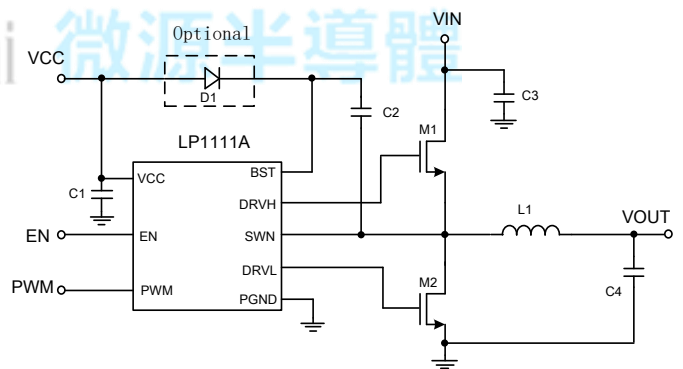 i 微源半導體
Optional
VIN
VCC
D1
C3
C2
M1
LP1111A
VCC
BST
C1
DRVH
L1
VOUT
EN
EN
SWN
DRVL
M2
C4
PWM
PWM
PGND